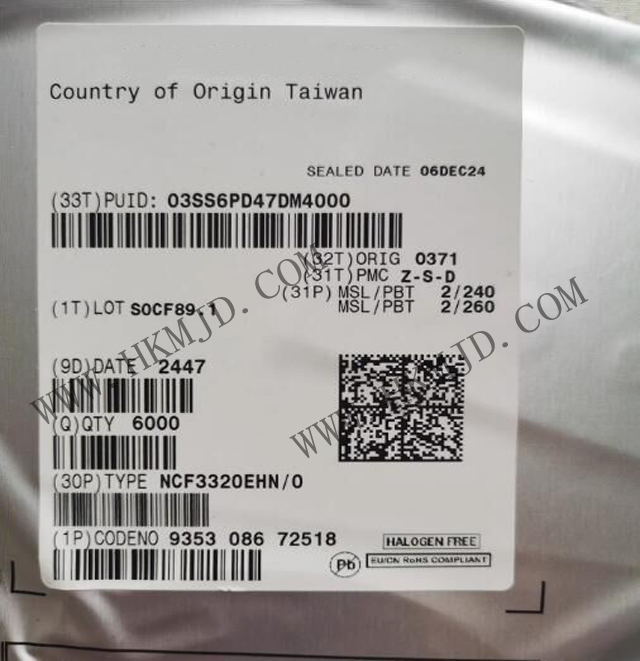 Country of Origin Taiwan
SEALED DATE 06DEC24
(33T)PUID: 03SS6PD47DM4000
(32T)ORIG 0371
(31T)PMC Z-S-D
(31P) MSL/PBT 2/240
MSL/PBT 2/260
(1T)LOT S0CF89.1
(9D)DATE 2447
(Q)QTY 6000
(30P)TYPE NCF3320EHN/0
(1P)CODENO 9353 086 72518
HALOGEN FREE
Pb
EU/CN RoHS COMPLIANT
WWW.HKMJD.COM
WWW.HKMJD.COM